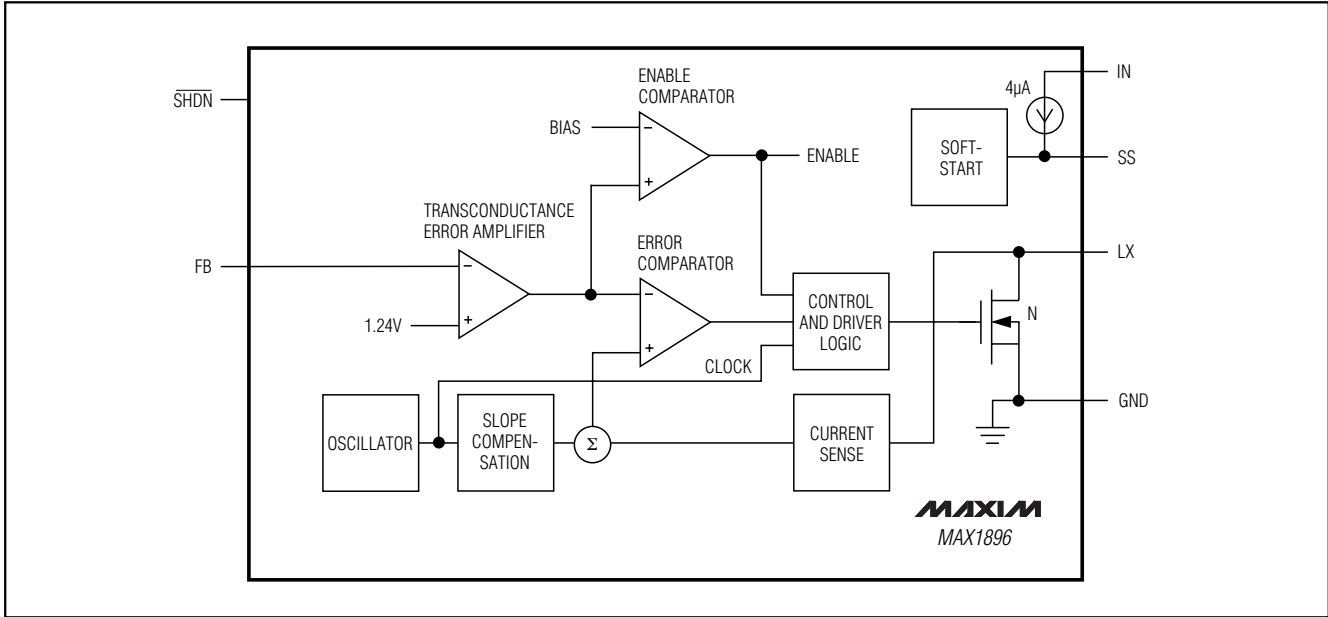 SHDN
ENABLE
COMPARATOR
BIAS
−
+
ENABLE
4µA
IN
SOFT-
START
SS
TRANSCONDUCTANCE
ERROR AMPLIFIER
FB
−
+
1.24V
ERROR
COMPARATOR
−
+
CLOCK
CONTROL
AND DRIVER
LOGIC
LX
N
GND
OSCILLATOR
SLOPE
COMPEN-
SATION
Σ
CURRENT
SENSE
MAXIM
MAX1896